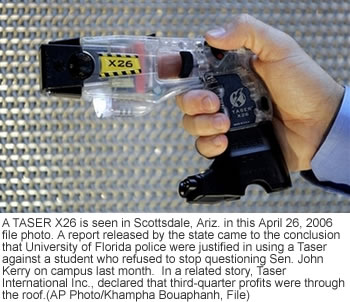 X26
TASER
X26
A TASER X26 is seen in Scottsdale, Ariz. in this April 26, 2006
file photo. A report released by the state came to the conclusion
that University of Florida police were justified in using a Taser
against a student who refused to stop questioning Sen. John
Kerry on campus last month.  In a related story, Taser
International Inc., declared that third-quarter profits were through
the roof.(AP Photo/Khampha Bouaphanh, File)